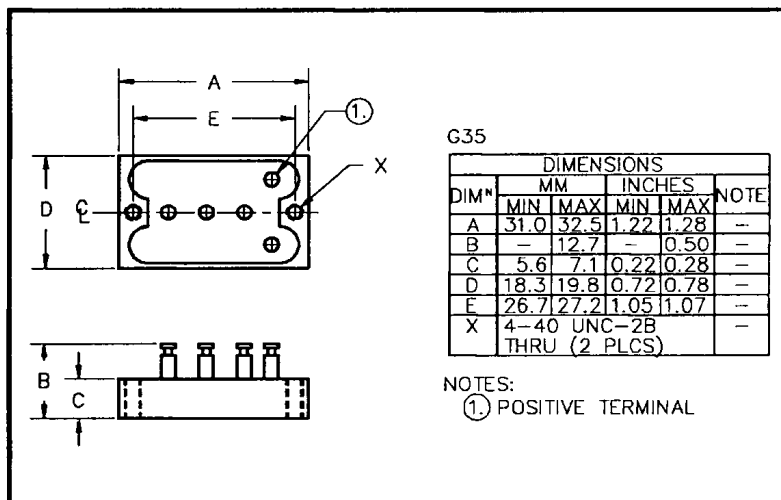 A
E
1.
X
D
CL
B
C
G35
DIMENSIONS
DIMᴺ MM INCHES NOTE
MIN MAX MIN MAX
A 31.0 32.5 1.22 1.28 –
B – 12.7 – 0.50 –
C 5.6 7.1 0.22 0.28 –
D 18.3 19.8 0.72 0.78 –
E 26.7 27.2 1.05 1.07 –
X 4–40 UNC–2B –
THRU (2 PLCS)
NOTES:
1. POSITIVE TERMINAL